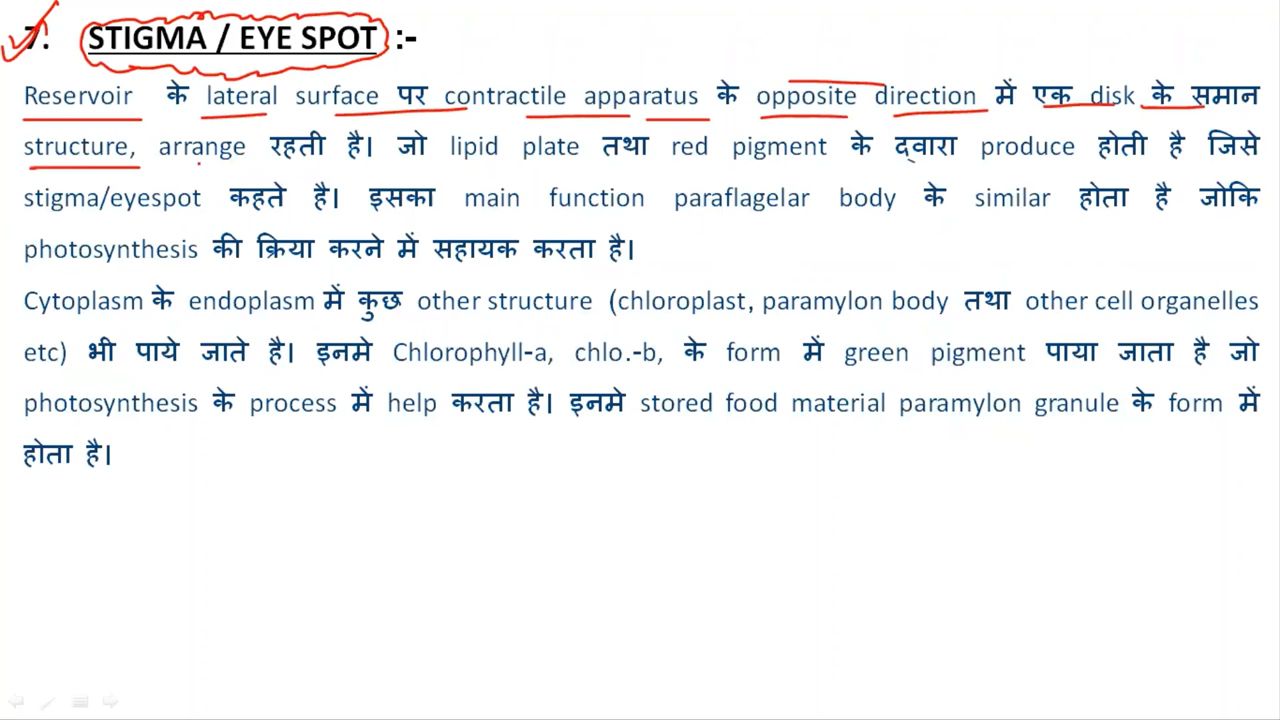 7. STIGMA / EYE SPOT :-
Reservoir के lateral surface पर contractile apparatus के opposite direction में एक disk के समान
structure, arrange रहती है। जो lipid plate तथा red pigment के द्वारा produce होती है जिसे
stigma/eyespot कहते है। इसका main function paraflagelar body के similar होता है जोकि
photosynthesis की क्रिया करने में सहायक करता है।
Cytoplasm के endoplasm में कुछ other structure (chloroplast, paramylon body तथा other cell organelles
etc) भी पाये जाते है। इनमे Chlorophyll-a, chlo.-b, के form में green pigment पाया जाता है जो
photosynthesis के process में help करता है। इनमे stored food material paramylon granule के form में
होता है।